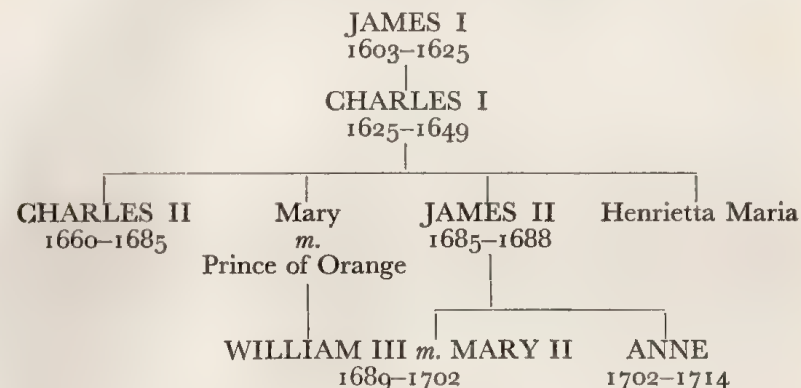 JAMES I
1603–1625
CHARLES I
1625–1649
CHARLES II Mary JAMES II Henrietta Maria
1660–1685 m. 1685–1688
Prince of Orange
WILLIAM III m. MARY II ANNE
1689–1702 1702–1714